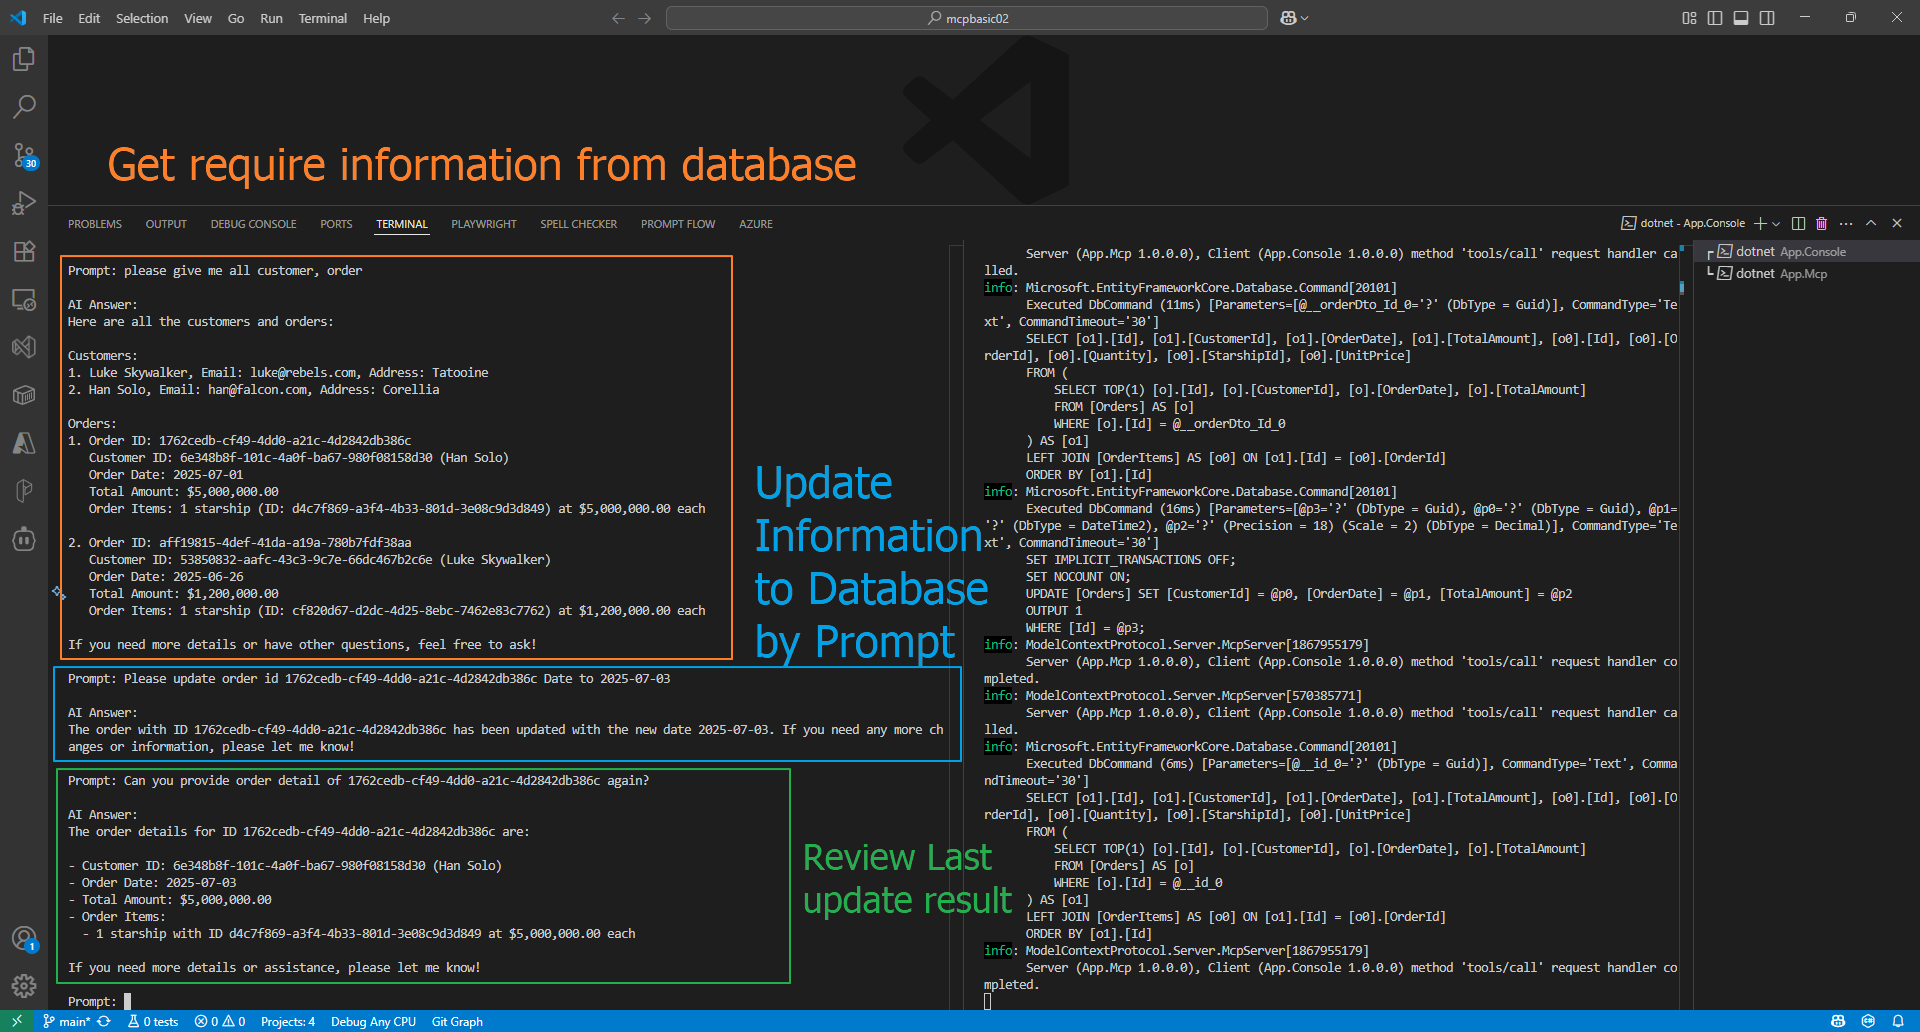 File Edit Selection View Go Run Terminal Help
mcpbasic02
30
Get require information from database
PROBLEMS OUTPUT DEBUG CONSOLE PORTS TERMINAL PLAYWRIGHT SPELL CHECKER PROMPT FLOW AZURE
dotnet - App.Console
dotnet App.Console
dotnet App.Mcp
Prompt: please give me all customer, order
AI Answer:
Here are all the customers and orders:
Customers:
1. Luke Skywalker, Email: luke@rebels.com, Address: Tatooine
2. Han Solo, Email: han@falcon.com, Address: Corellia
Orders:
1. Order ID: 1762cedb-cf49-4dd0-a21c-4d2842db386c
Customer ID: 6e348b8f-101c-4a0f-ba67-980f08158d30 (Han Solo)
Order Date: 2025-07-01
Total Amount: $5,000,000.00
Order Items: 1 starship (ID: d4c7f869-a3f4-4b33-801d-3e08c9d3d849) at $5,000,000.00 each
2. Order ID: aff19815-4def-41da-a19a-780b7fdf38aa
Customer ID: 53850832-aafc-43c3-9c7e-66dc467b2c6e (Luke Skywalker)
Order Date: 2025-06-26
Total Amount: $1,200,000.00
Order Items: 1 starship (ID: cf820d67-d2dc-4d25-8ebc-7462e83c7762) at $1,200,000.00 each
If you need more details or have other questions, feel free to ask!
Update
Information
to Database
by Prompt
Prompt: Please update order id 1762cedb-cf49-4dd0-a21c-4d2842db386c Date to 2025-07-03
AI Answer:
The order with ID 1762cedb-cf49-4dd0-a21c-4d2842db386c has been updated with the new date 2025-07-03. If you need any more ch
anges or information, please let me know!
Prompt: Can you provide order detail of 1762cedb-cf49-4dd0-a21c-4d2842db386c again?
AI Answer:
The order details for ID 1762cedb-cf49-4dd0-a21c-4d2842db386c are:
- Customer ID: 6e348b8f-101c-4a0f-ba67-980f08158d30 (Han Solo)
- Order Date: 2025-07-03
- Total Amount: $5,000,000.00
- Order Items:
- 1 starship with ID d4c7f869-a3f4-4b33-801d-3e08c9d3d849 at $5,000,000.00 each
If you need more details or assistance, please let me know!
Review Last
update result
Prompt:
Server (App.Mcp 1.0.0.0), Client (App.Console 1.0.0.0) method 'tools/call' request handler ca
lled.
info: Microsoft.EntityFrameworkCore.Database.Command[20101]
Executed DbCommand (11ms) [Parameters=[@__orderDto_Id_0='?' (DbType = Guid)], CommandType='Te
xt', CommandTimeout='30']
SELECT [o1].[Id], [o1].[CustomerId], [o1].[OrderDate], [o1].[TotalAmount], [o0].[Id], [o0].[O
rderId], [o0].[Quantity], [o0].[StarshipId], [o0].[UnitPrice]
FROM (
SELECT TOP(1) [o].[Id], [o].[CustomerId], [o].[OrderDate], [o].[TotalAmount]
FROM [Orders] AS [o]
WHERE [o].[Id] = @__orderDto_Id_0
) AS [o1]
LEFT JOIN [OrderItems] AS [o0] ON [o1].[Id] = [o0].[OrderId]
ORDER BY [o1].[Id]
info: Microsoft.EntityFrameworkCore.Database.Command[20101]
Executed DbCommand (16ms) [Parameters=[@p3='?' (DbType = Guid), @p0='?' (DbType = Guid), @p1=
'?' (DbType = DateTime2), @p2='?' (Precision = 18) (Scale = 2) (DbType = Decimal)], CommandType='Te
xt', CommandTimeout='30']
SET IMPLICIT_TRANSACTIONS OFF;
SET NOCOUNT ON;
UPDATE [Orders] SET [CustomerId] = @p0, [OrderDate] = @p1, [TotalAmount] = @p2
OUTPUT 1
WHERE [Id] = @p3;
info: ModelContextProtocol.Server.McpServer[1867955179]
Server (App.Mcp 1.0.0.0), Client (App.Console 1.0.0.0) method 'tools/call' request handler co
mpleted.
info: ModelContextProtocol.Server.McpServer[570385771]
Server (App.Mcp 1.0.0.0), Client (App.Console 1.0.0.0) method 'tools/call' request handler ca
lled.
info: Microsoft.EntityFrameworkCore.Database.Command[20101]
Executed DbCommand (6ms) [Parameters=[@__id_0='?' (DbType = Guid)], CommandType='Text', Comma
ndTimeout='30']
SELECT [o1].[Id], [o1].[CustomerId], [o1].[OrderDate], [o1].[TotalAmount], [o0].[Id], [o0].[O
rderId], [o0].[Quantity], [o0].[StarshipId], [o0].[UnitPrice]
FROM (
SELECT TOP(1) [o].[Id], [o].[CustomerId], [o].[OrderDate], [o].[TotalAmount]
FROM [Orders] AS [o]
WHERE [o].[Id] = @__id_0
) AS [o1]
LEFT JOIN [OrderItems] AS [o0] ON [o1].[Id] = [o0].[OrderId]
ORDER BY [o1].[Id]
info: ModelContextProtocol.Server.McpServer[1867955179]
Server (App.Mcp 1.0.0.0), Client (App.Console 1.0.0.0) method 'tools/call' request handler co
mpleted.
1
main* 0 tests 0 0 Projects: 4 Debug Any CPU Git Graph